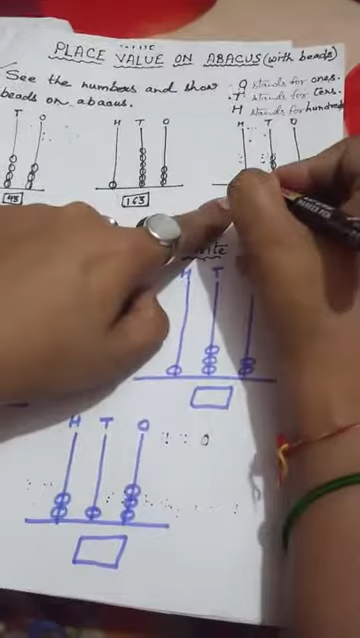 PLACE VALUE ON ABACUS (with beads)
See the numbers and show
beads on abacus.
O stands for ones.
T stands for tens.
H stands for hundreds
T O
H T O
H T O
43
163
H T
H T O